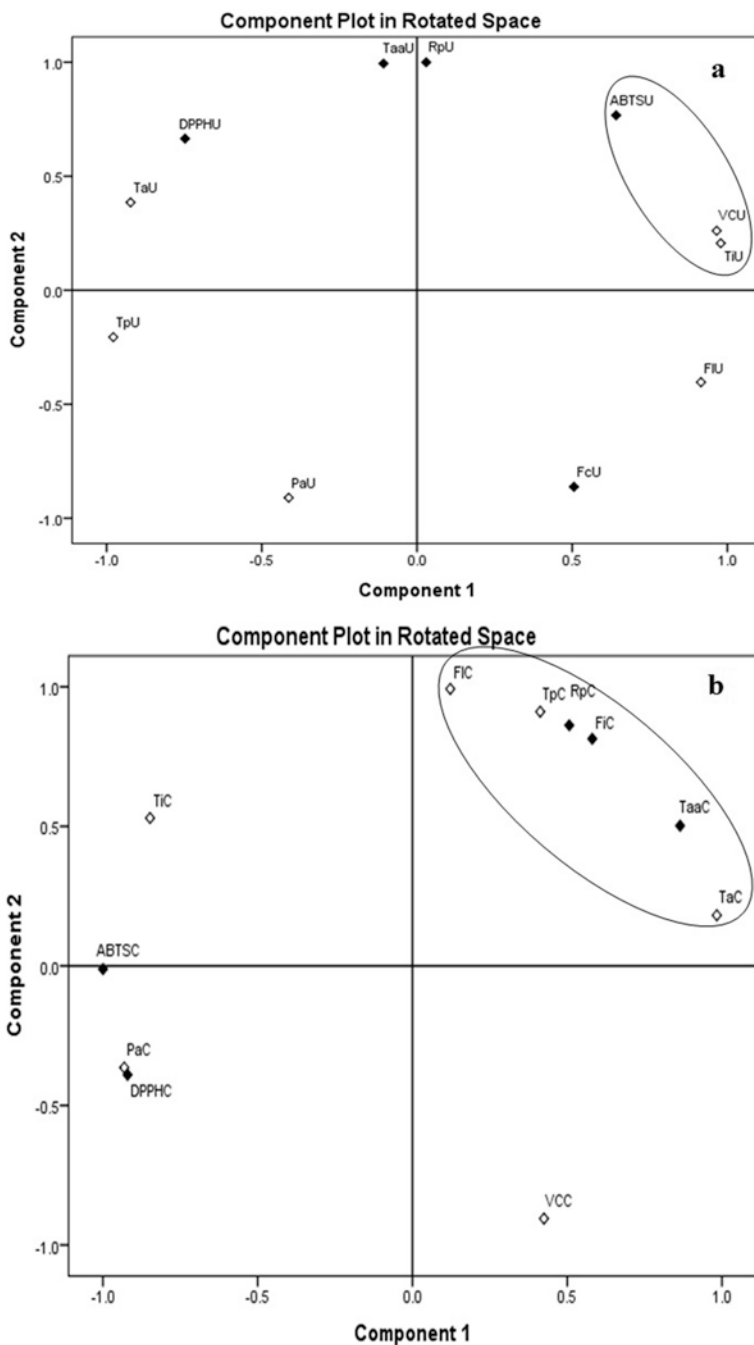 Component Plot in Rotated Space
a
TaaU
RpU
1.0
ABTSU
DPPHU
TaU
0.5
VCU
TiU
Component 2
0.0
TpU
FlU
-0.5
FcU
PaU
-1.0
-1.0 -0.5 0.0 0.5 1.0
Component 1
Component Plot in Rotated Space
b
FlC
1.0
TpC RpC
FiC
TiC
TaaC
0.5
TaC
Component 2
ABTSC
0.0
PaC
DPPHC
-0.5
VCC
-1.0
-1.0 -0.5 0.0 0.5 1.0
Component 1